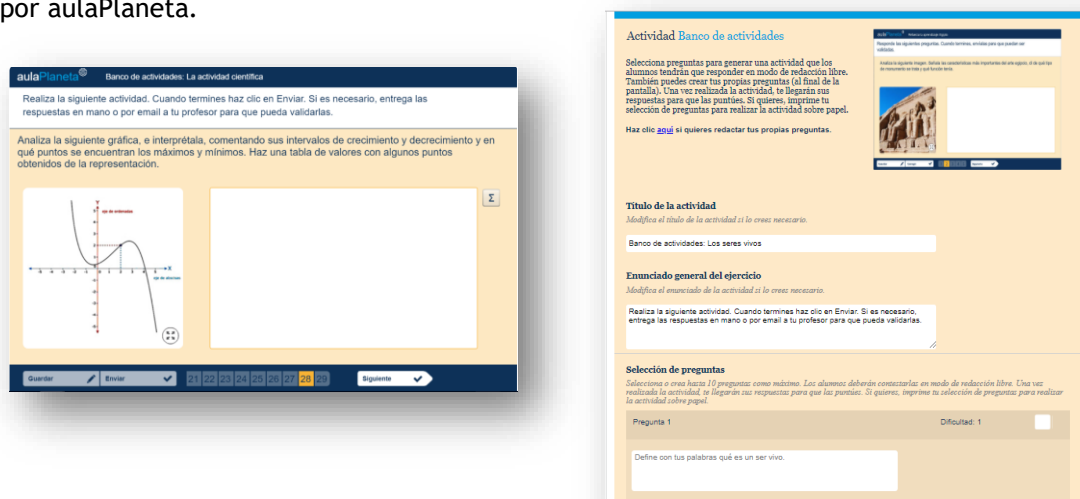 por aulaPlaneta.
aulaPlaneta Banco de actividades: La actividad científica
Realiza la siguiente actividad. Cuando termines haz clic en Enviar. Si es necesario, entrega las
respuestas en mano o por email a tu profesor para que pueda validarlas.
Analiza la siguiente gráfica, e interprétala, comentando sus intervalos de crecimiento y decrecimiento y en
qué puntos se encuentran los máximos y mínimos. Haz una tabla de valores con algunos puntos
obtenidos de la representación.
Y
eje de ordenadas
X
Σ
Guardar Enviar 21 22 23 24 25 26 27 28 29 Siguiente
Actividad Banco de actividades
Selecciona preguntas para generar una actividad que los
alumnos tendrán que responder en modo de redacción libre.
También puedes crear tus propias preguntas (al final de la
pantalla). Una vez realizada la actividad, te llegarán sus
respuestas para que las puntúes. Si quieres, imprime tu
selección de preguntas para realizar la actividad sobre papel.
Haz clic aquí si quieres redactar tus propias preguntas.
Título de la actividad
Modifica el título de la actividad si lo crees necesario.
Banco de actividades: Los seres vivos
Enunciado general del ejercicio
Modifica el enunciado de la actividad si lo crees necesario.
Realiza la siguiente actividad. Cuando termines haz clic en Enviar. Si es necesario,
entrega las respuestas en mano o por email a tu profesor para que pueda validarlas.
Selección de preguntas
Selecciona o crea hasta 10 preguntas como máximo. Los alumnos deberán contestarlas en modo de redacción libre. Una vez
realizada la actividad, te llegarán sus respuestas para que las puntúes. Si quieres, imprime tu selección de preguntas para realizar
la actividad sobre papel.
Pregunta 1 Dificultad: 1
Define con tus palabras qué es un ser vivo.